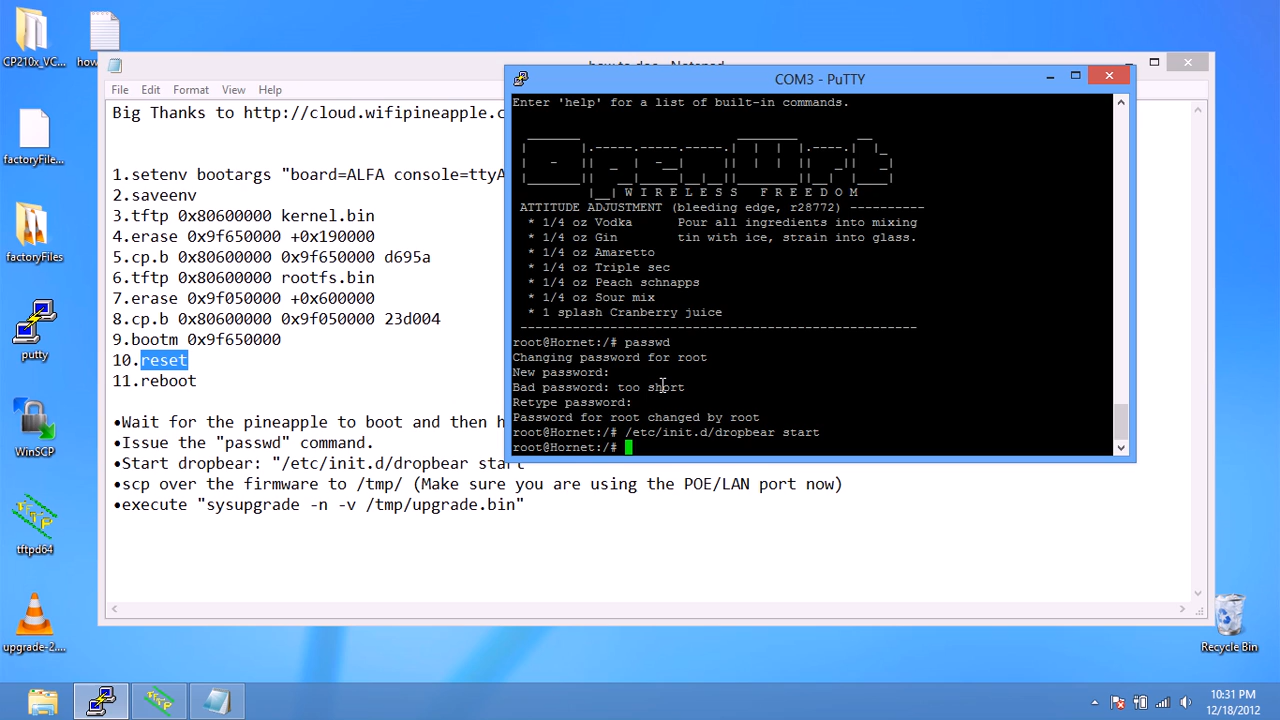 CP210x_VC...
how
factoryFile...
factoryFiles
putty
WinSCP
tftpd64
upgrade-2....
Recycle Bin
File Edit Format View Help
Big Thanks to http://cloud.wifipineapple.c
1.setenv bootargs "board=ALFA console=ttyA
2.saveenv
3.tftp 0x80600000 kernel.bin
4.erase 0x9f650000 +0x190000
5.cp.b 0x80600000 0x9f650000 d695a
6.tftp 0x80600000 rootfs.bin
7.erase 0x9f050000 +0x600000
8.cp.b 0x80600000 0x9f050000 23d004
9.bootm 0x9f650000
10.reset
11.reboot
•Wait for the pineapple to boot and then h
•Issue the "passwd" command.
•Start dropbear: "/etc/init.d/dropbear start"
•scp over the firmware to /tmp/ (Make sure you are using the POE/LAN port now)
•execute "sysupgrade -n -v /tmp/upgrade.bin"
COM3 - PuTTY
Enter 'help' for a list of built-in commands.
OpenWrt
W I R E L E S S   F R E E D O M
ATTITUDE ADJUSTMENT (bleeding edge, r28772) ----------
* 1/4 oz Vodka      Pour all ingredients into mixing
* 1/4 oz Gin        tin with ice, strain into glass.
* 1/4 oz Amaretto
* 1/4 oz Triple sec
* 1/4 oz Peach schnapps
* 1/4 oz Sour mix
* 1 splash Cranberry juice
-----------------------------------------------------
root@Hornet:/# passwd
Changing password for root
New password:
Bad password: too short
Retype password:
Password for root changed by root
root@Hornet:/# /etc/init.d/dropbear start
root@Hornet:/#
10:31 PM
12/18/2012